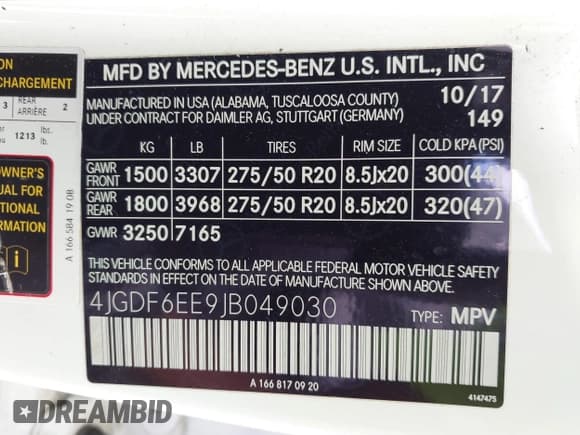 ON
CHARGEMENT
3 REAR ARRIÈRE 2
1213 lbs. lb.
OWNER'S
UAL FOR
TIONAL
ORMATION
i
A 166 584 19 08
MFD BY MERCEDES-BENZ U.S. INTL., INC
MANUFACTURED IN USA (ALABAMA, TUSCALOOSA COUNTY) 10/17
UNDER CONTRACT FOR DAIMLER AG, STUTTGART (GERMANY) 149
KG LB TIRES RIM SIZE COLD KPA (PSI)
GAWR FRONT 1500 3307 275/50 R20 8.5Jx20 300(44)
GAWR REAR 1800 3968 275/50 R20 8.5Jx20 320(47)
GVWR 3250 7165
THIS VEHICLE CONFORMS TO ALL APPLICABLE FEDERAL MOTOR VEHICLE SAFETY
STANDARDS IN EFFECT ON THE DATE OF MANUFACTURE SHOWN ABOVE.
4JGDF6EE9JB049030 TYPE: MPV
A 166 817 09 20
4147475
DREAMBID